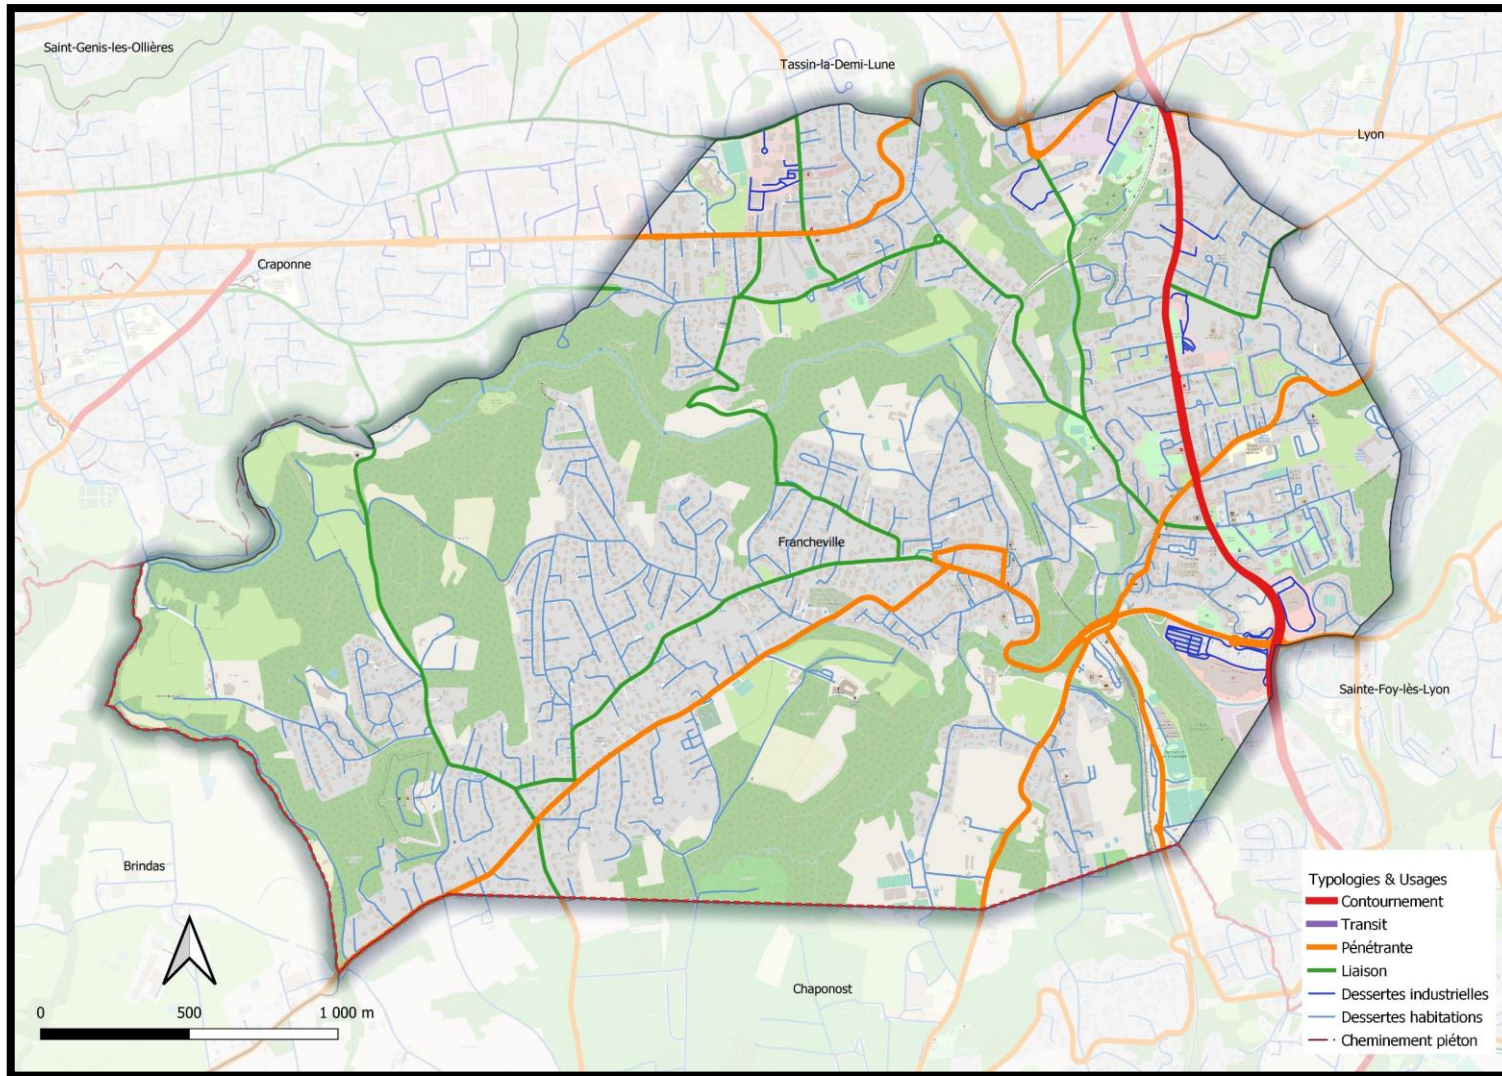 Saint-Genis-les-Ollières
Tassin-la-Demi-Lune
Lyon
Craponne
Francheville
Sainte-Foy-lès-Lyon
Brindas
Chaponost
0 500 1 000 m
Typologies & Usages
Contournement
Transit
Pénétrante
Liaison
Dessertes industrielles
Dessertes habitations
Cheminement piéton